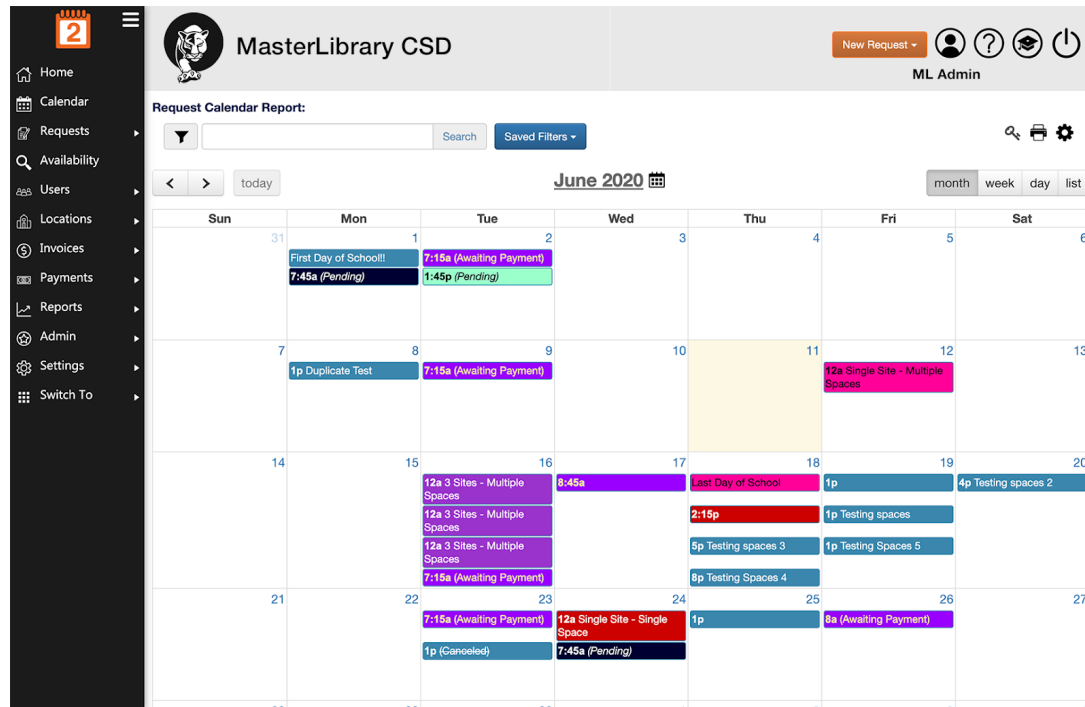 2
MasterLibrary CSD
New Request
ML Admin
Home
Calendar
Requests
Availability
Users
Locations
Invoices
Payments
Reports
Admin
Settings
Switch To
Request Calendar Report:
Search
Saved Filters
today
June 2020
month week day list
Sun Mon Tue Wed Thu Fri Sat
31 1 2 3 4 5 6
First Day of School!! 7:15a (Awaiting Payment)
7:45a (Pending) 1:45p (Pending)
7 8 9 10 11 12 13
1p Duplicate Test 7:15a (Awaiting Payment) 12a Single Site - Multiple
Spaces
14 15 16 17 18 19 20
12a 3 Sites - Multiple 8:45a Last Day of School 1p 4p Testing spaces 2
Spaces
12a 3 Sites - Multiple 2:15p 1p Testing spaces
Spaces
12a 3 Sites - Multiple 5p Testing spaces 3 1p Testing Spaces 5
Spaces
7:15a (Awaiting Payment) 8p Testing Spaces 4
21 22 23 24 25 26 27
7:15a (Awaiting Payment) 12a Single Site - Single 1p 8a (Awaiting Payment)
Space
1p (Canceled) 7:45a (Pending)